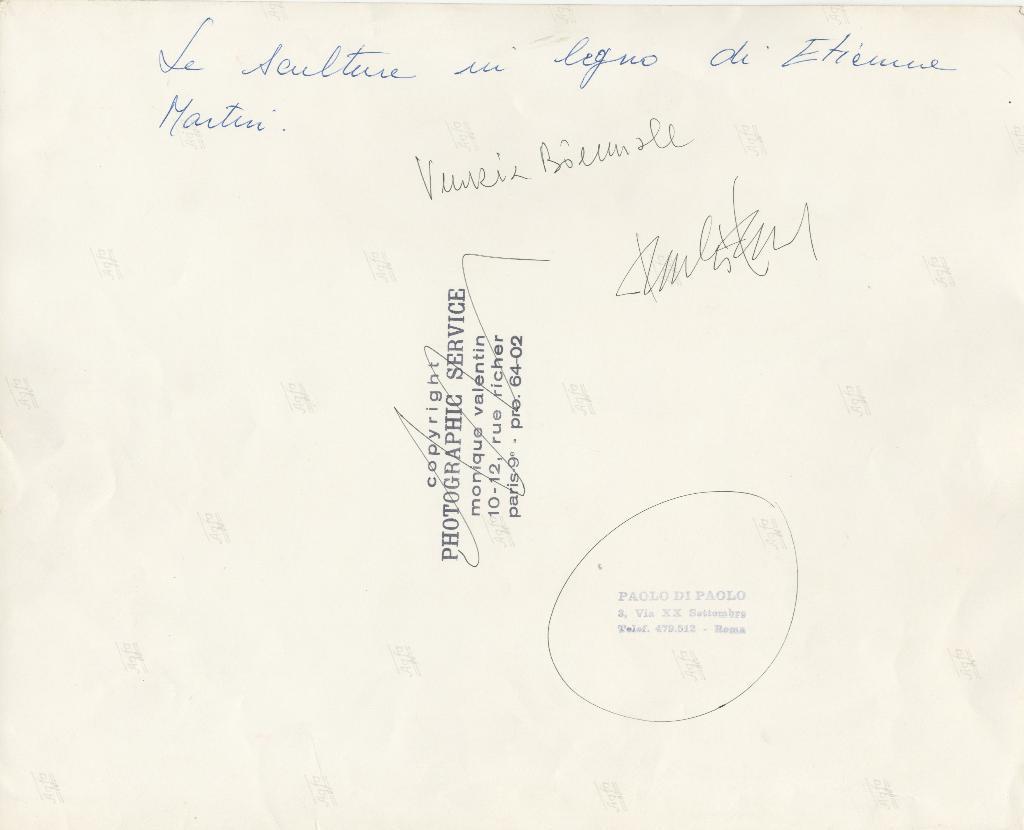 Le sculture in legno di Etienne
Martin.
Venezia Biennale
copyright
PHOTOGRAPHIC SERVICE
monique valentin
10-12, rue richer
paris 9e - pro. 64-02
PAOLO DI PAOLO
3, Via XX Settembre
Telef. 479.512 - Roma
Agfa